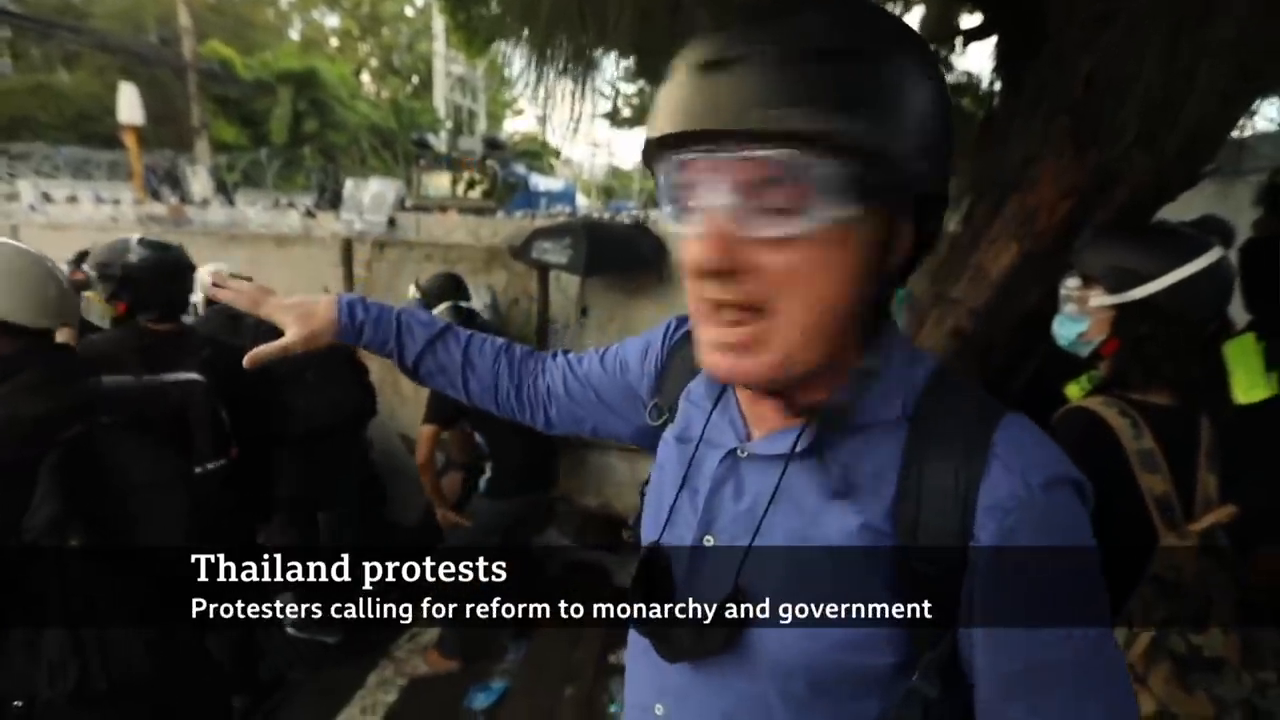 Thailand protests
Protesters calling for reform to monarchy and government